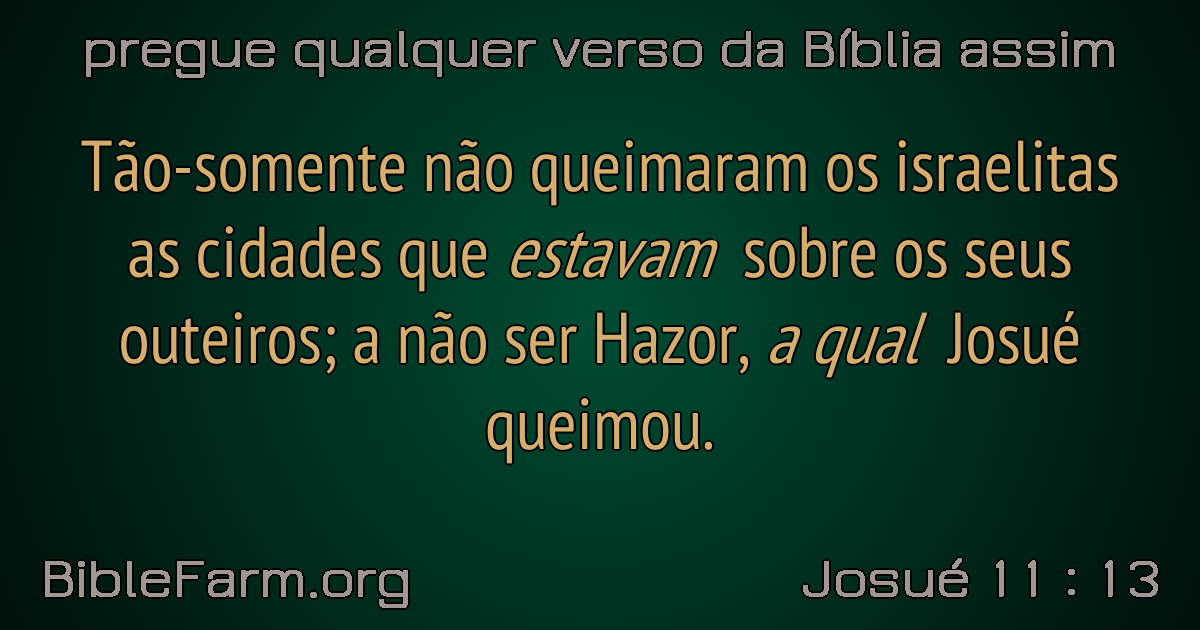 pregue qualquer verso da Bíblia assim
Tão-somente não queimaram os israelitas
as cidades que estavam sobre os seus
outeiros; a não ser Hazor, a qual Josué
queimou.
BibleFarm.org
Josué 11 : 13